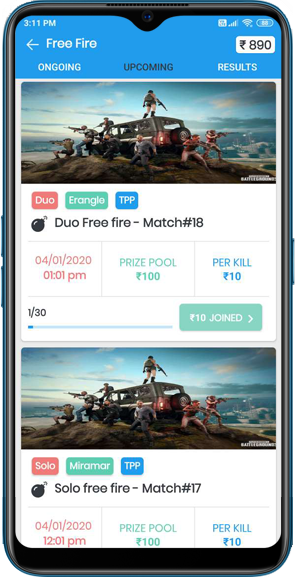 3:11 PM
Free Fire
₹ 890
ONGOING UPCOMING RESULTS
BATTLEGROUNDS
Duo Erangle TPP
Duo Free fire - Match#18
04/01/2020 PRIZE POOL PER KILL
01:01 pm ₹100 ₹10
1/30
₹10 JOINED
BATTLEGROUNDS
Solo Miramar TPP
Solo free fire - Match#17
04/01/2020 PRIZE POOL PER KILL
12:01 pm ₹100 ₹10